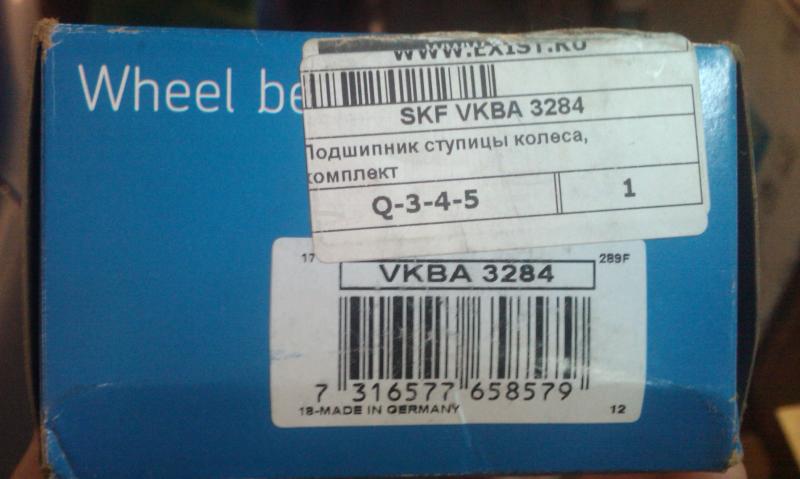 Wheel be
WWW.EXIST.RU
SKF VKBA 3284
Подшипник ступицы колеса,
комплект
Q-3-4-5
1
17
289F
VKBA 3284
7 316577 658579
18-MADE IN GERMANY
12